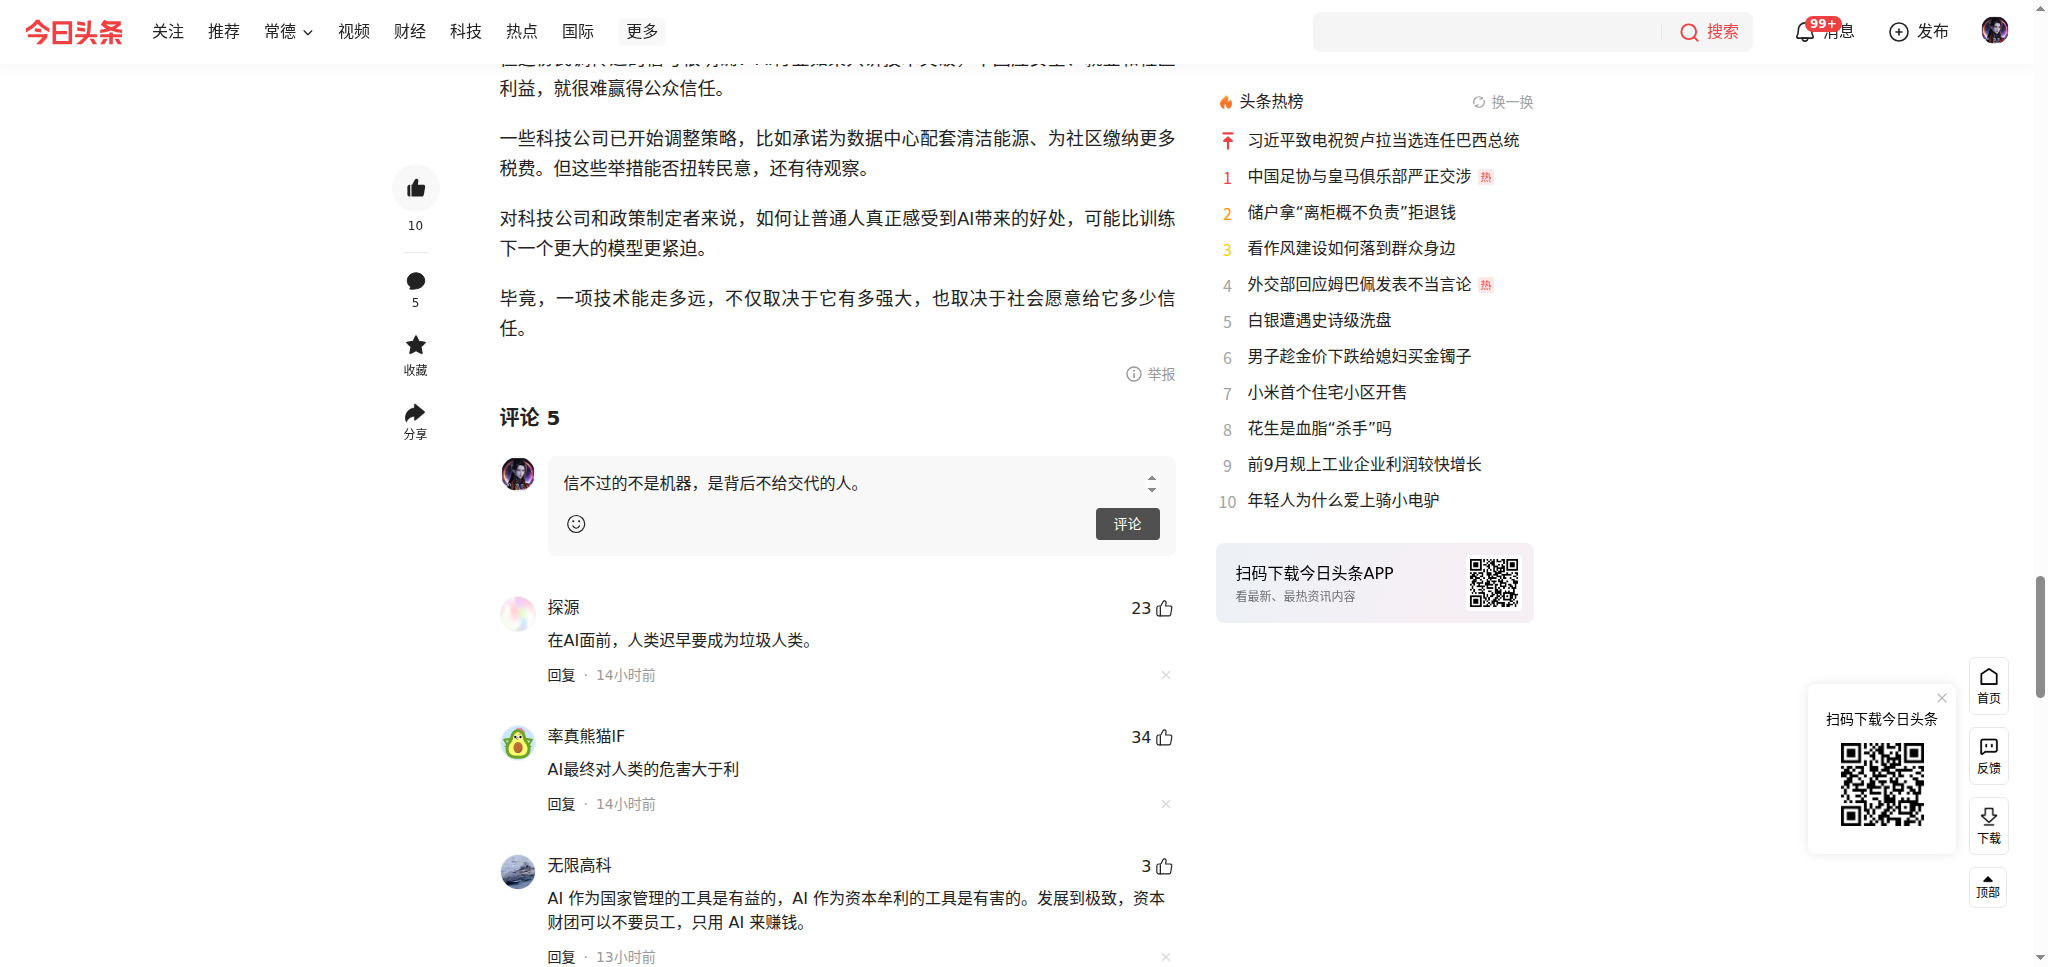 今日头条
关注 推荐 常德 视频 财经 科技 热点 国际 更多
搜索
99+
消息
发布
利益，就很难赢得公众信任。
一些科技公司已开始调整策略，比如承诺为数据中心配套清洁能源、为社区缴纳更多
税费。但这些举措能否扭转民意，还有待观察。
对科技公司和政策制定者来说，如何让普通人真正感受到AI带来的好处，可能比训练
下一个更大的模型更紧迫。
毕竟，一项技术能走多远，不仅取决于它有多强大，也取决于社会愿意给它多少信
任。
举报
10
5
收藏
分享
评论 5
信不过的不是机器，是背后不给交代的人。
评论
探源
23
在AI面前，人类迟早要成为垃圾人类。
回复 · 14小时前
率真熊猫IF
34
AI最终对人类的危害大于利
回复 · 14小时前
无限高科
3
AI 作为国家管理的工具是有益的，AI 作为资本牟利的工具是有害的。发展到极致，资本
财团可以不要员工，只用 AI 来赚钱。
回复 · 13小时前
头条热榜
换一换
习近平致电祝贺卢拉当选连任巴西总统
1 中国足协与皇马俱乐部严正交涉 热
2 储户拿“离柜概不负责”拒退钱
3 看作风建设如何落到群众身边
4 外交部回应姆巴佩发表不当言论 热
5 白银遭遇史诗级洗盘
6 男子趁金价下跌给媳妇买金镯子
7 小米首个住宅小区开售
8 花生是血脂“杀手”吗
9 前9月规上工业企业利润较快增长
10 年轻人为什么爱上骑小电驴
扫码下载今日头条APP
看最新、最热资讯内容
扫码下载今日头条
首页
反馈
下载
顶部